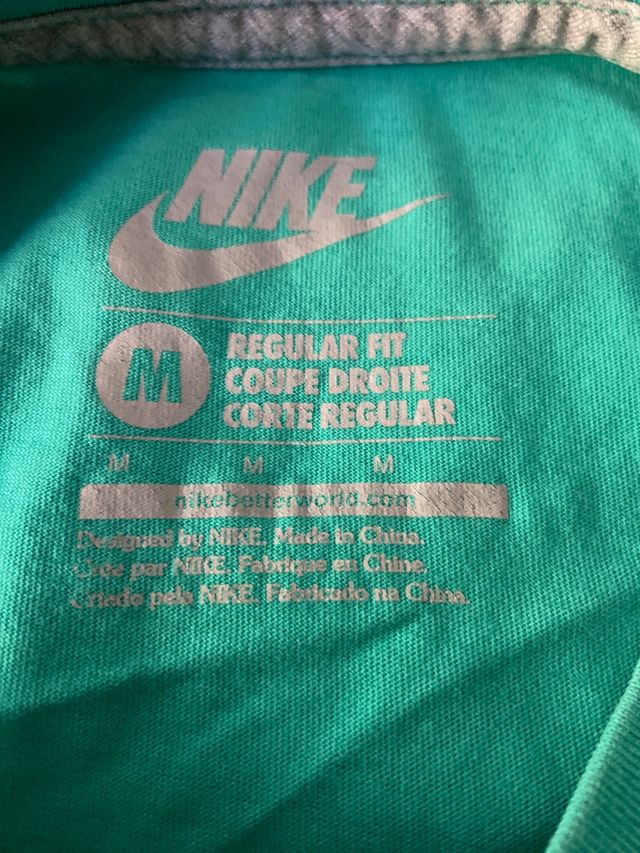 NIKE
M
REGULAR FIT
COUPE DROITE
CORTE REGULAR
M M M
nikebetterworld.com
Designed by NIKE. Made in China.
Créé par NIKE. Fabriqué en Chine.
Criado pela NIKE. Fabricado na China.